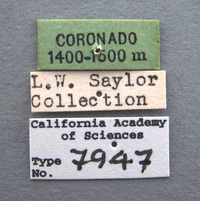 CORONADO
1400-1600 m
L.W. Saylor
Collection
California Academy
of Sciences
Type
No. 7947